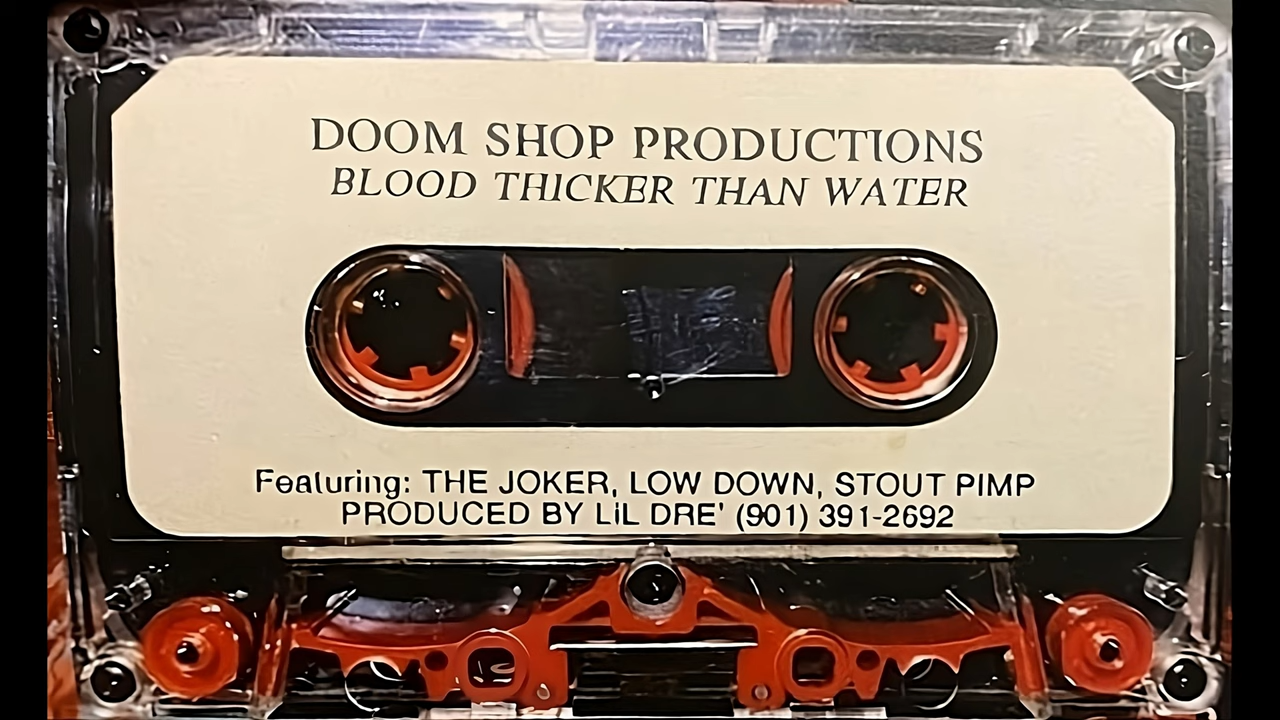 DOOM SHOP PRODUCTIONS
BLOOD THICKER THAN WATER
Featuring: THE JOKER, LOW DOWN, STOUT PIMP
PRODUCED BY LiL DRE' (901) 391-2692